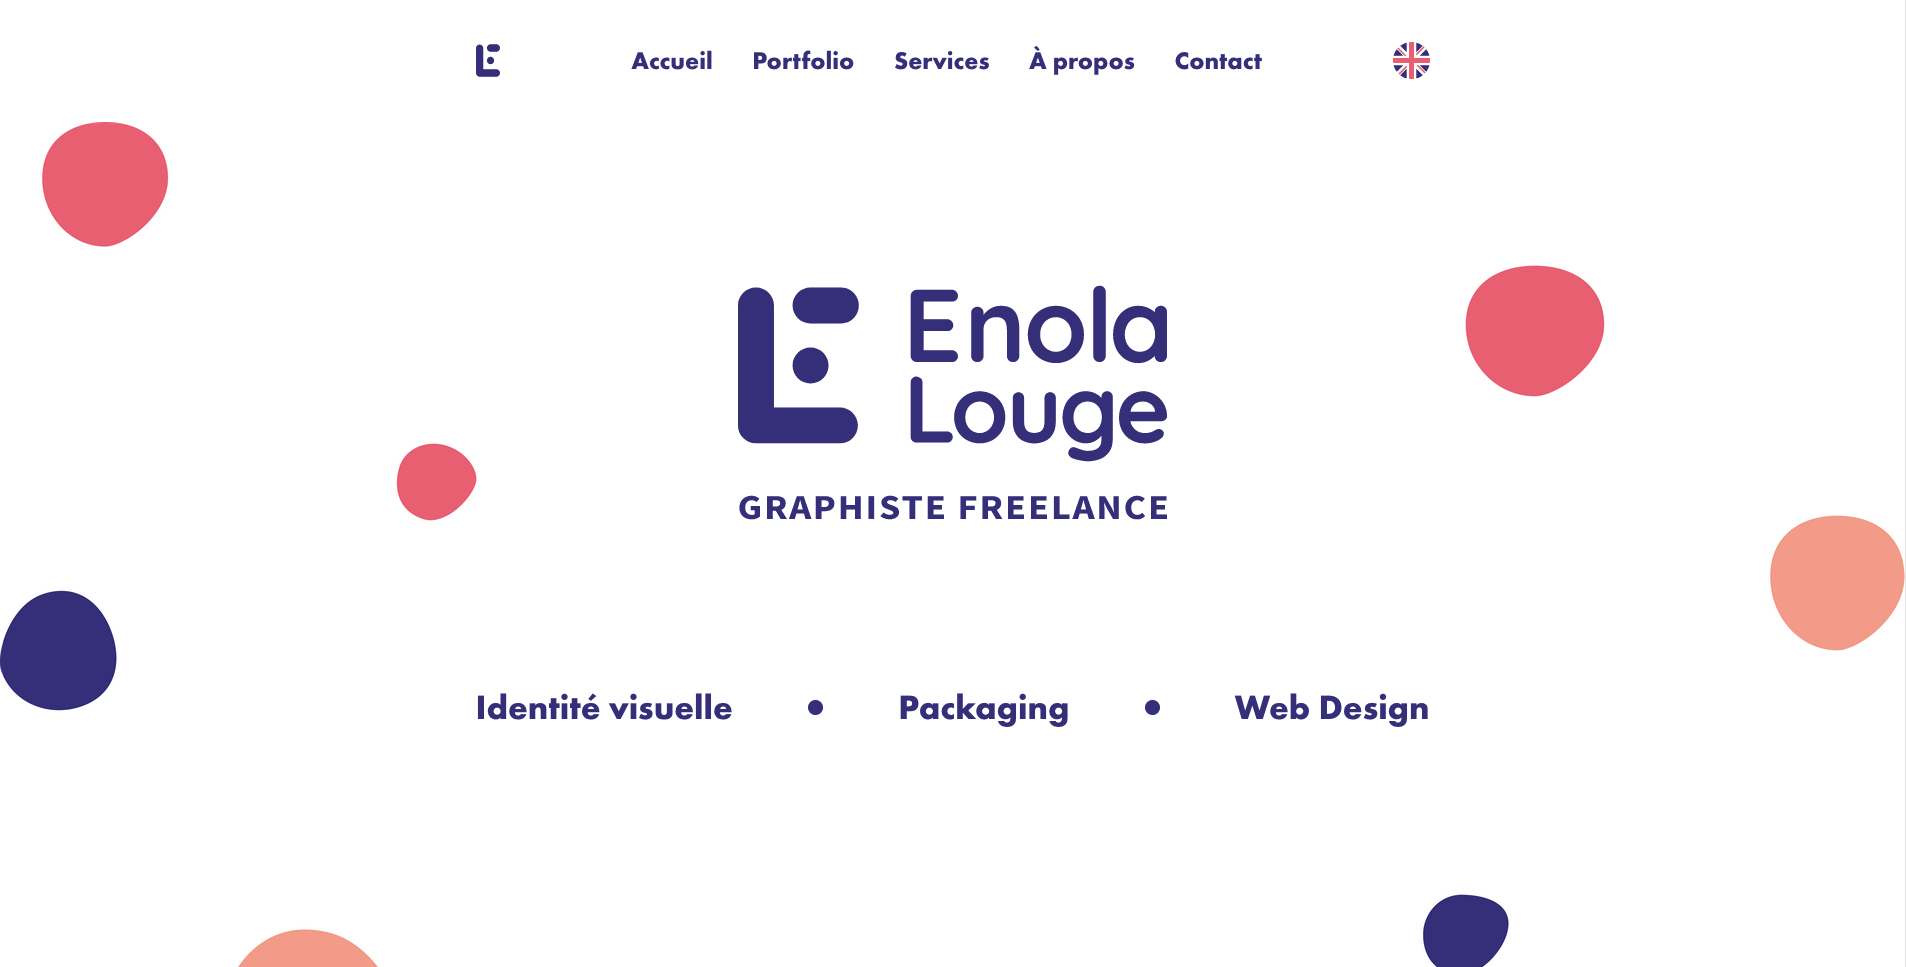 Accueil Portfolio Services À propos Contact
Enola
Louge
GRAPHISTE FREELANCE
Identité visuelle • Packaging • Web Design